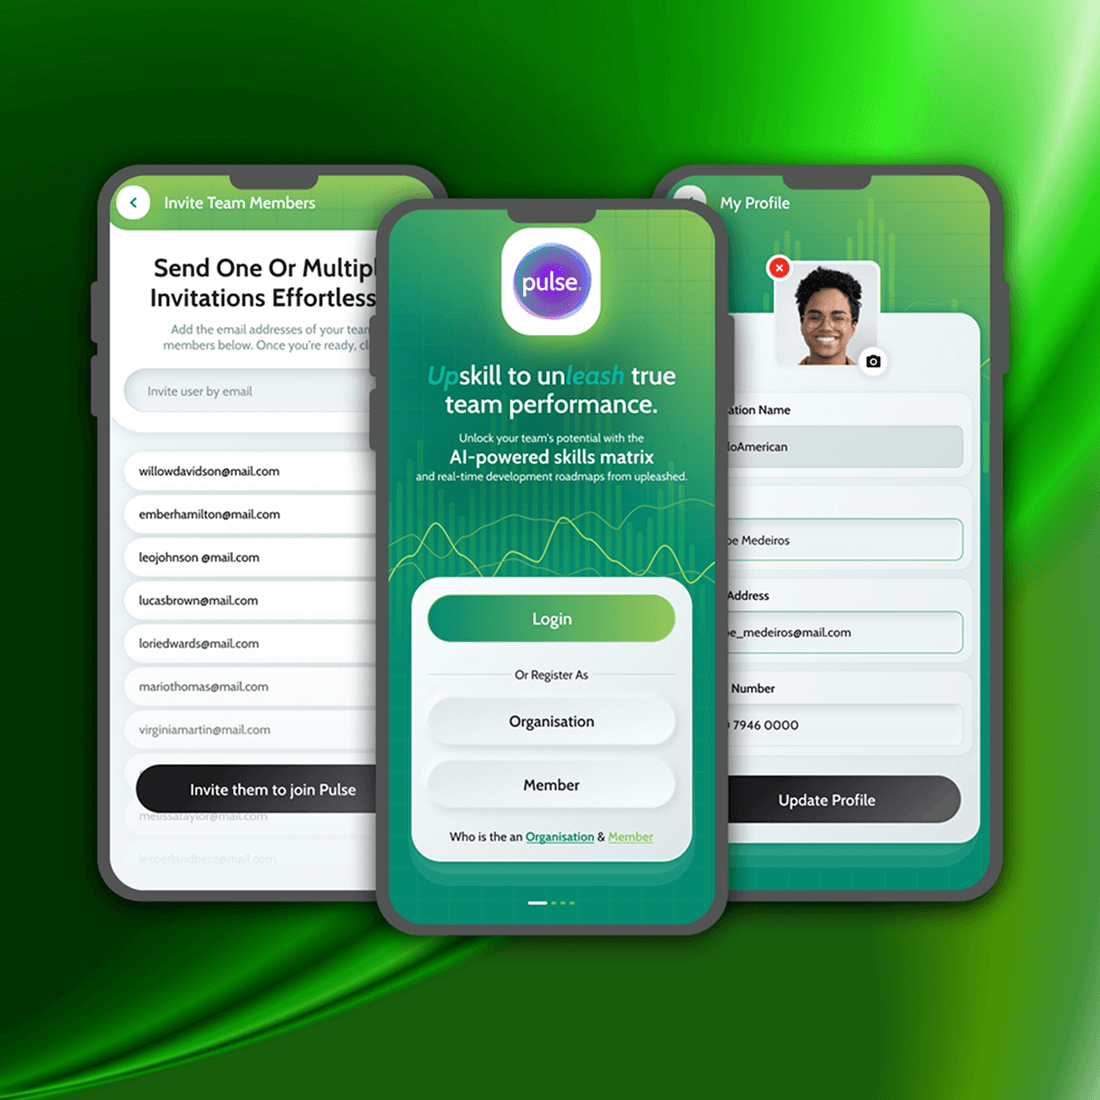 Invite Team Members
Send One Or Multipl
Invitations Effortless
Add the email addresses of your team
members below. Once you're ready, cli
Invite user by email
willowdavidson@mail.com
emberhamilton@mail.com
leojohnson @mail.com
lucasbrown@mail.com
loriedwards@mail.com
mariothomas@mail.com
virginiamartin@mail.com
Invite them to join Pulse
melissataylor@mail.com
jesperlandberg@mail.com
pulse.
Upskill to unleash true
team performance.
Unlock your team's potential with the
AI-powered skills matrix
and real-time development roadmaps from upleashed.
Login
Or Register As
Organisation
Member
Who is the an Organisation & Member
My Profile
ation Name
loAmerican
pe Medeiros
Address
pe_medeiros@mail.com
Number
7946 0000
Update Profile